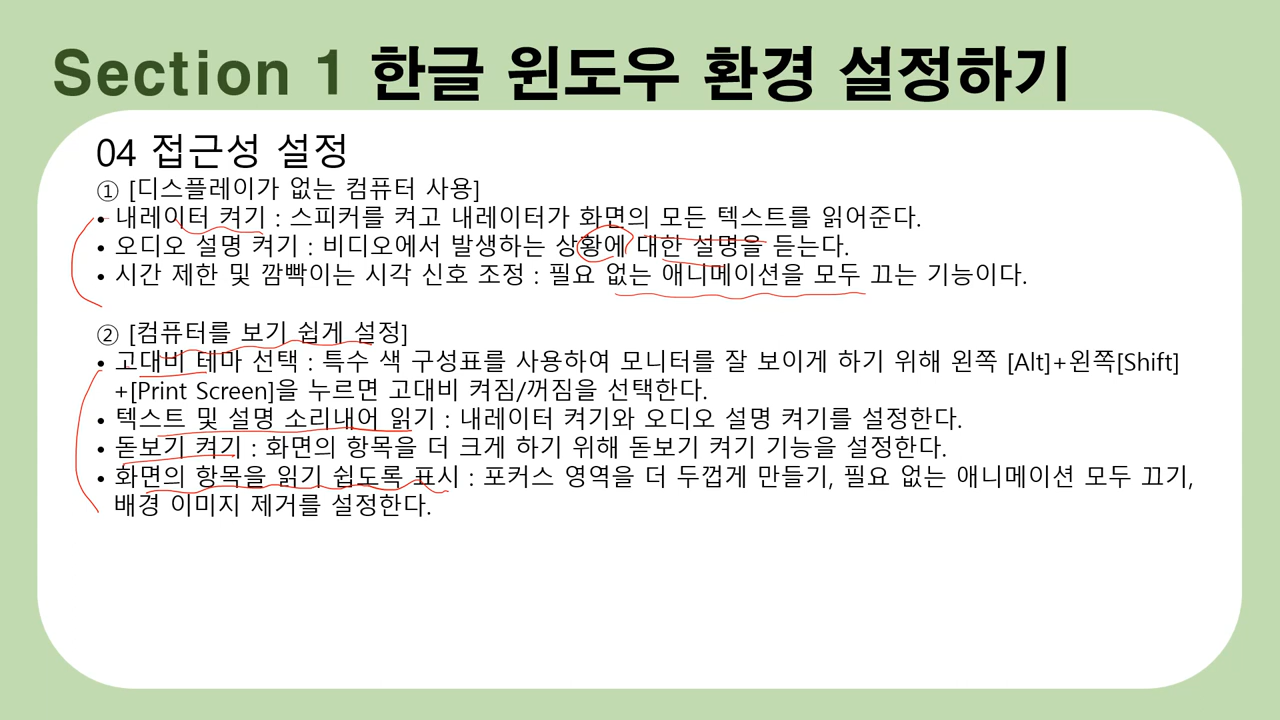 Section 1 한글 윈도우 환경 설정하기
04 접근성 설정
① [디스플레이가 없는 컴퓨터 사용]
• 내레이터 켜기 : 스피커를 켜고 내레이터가 화면의 모든 텍스트를 읽어준다.
• 오디오 설명 켜기 : 비디오에서 발생하는 상황에 대한 설명을 듣는다.
• 시간 제한 및 깜빡이는 시각 신호 조정 : 필요 없는 애니메이션을 모두 끄는 기능이다.
② [컴퓨터를 보기 쉽게 설정]
• 고대비 테마 선택 : 특수 색 구성표를 사용하여 모니터를 잘 보이게 하기 위해 왼쪽 [Alt]+왼쪽[Shift]
+[Print Screen]을 누르면 고대비 켜짐/꺼짐을 선택한다.
• 텍스트 및 설명 소리내어 읽기 : 내레이터 켜기와 오디오 설명 켜기를 설정한다.
• 돋보기 켜기 : 화면의 항목을 더 크게 하기 위해 돋보기 켜기 기능을 설정한다.
• 화면의 항목을 읽기 쉽도록 표시 : 포커스 영역을 더 두껍게 만들기, 필요 없는 애니메이션 모두 끄기,
배경 이미지 제거를 설정한다.